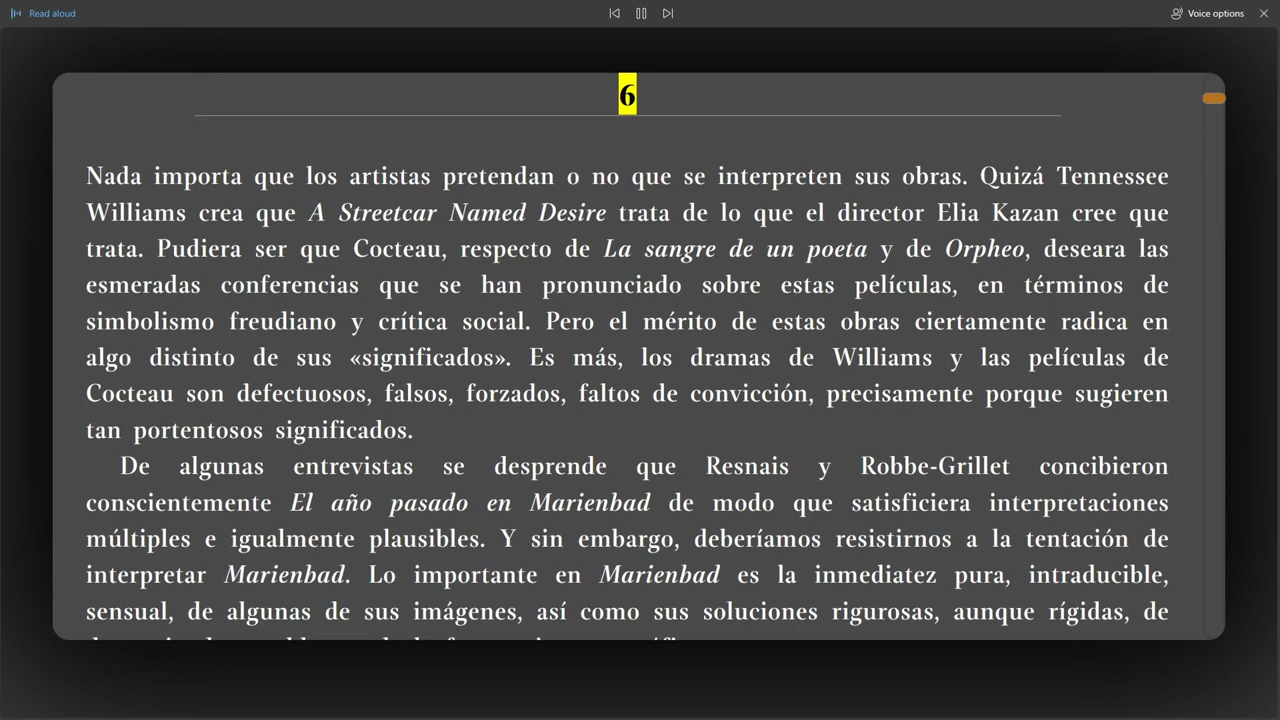 Read aloud
Voice options
6
Nada importa que los artistas pretendan o no que se interpreten sus obras. Quizá Tennessee
Williams crea que A Streetcar Named Desire trata de lo que el director Elia Kazan cree que
trata. Pudiera ser que Cocteau, respecto de La sangre de un poeta y de Orpheo, deseara las
esmeradas conferencias que se han pronunciado sobre estas películas, en términos de
simbolismo freudiano y crítica social. Pero el mérito de estas obras ciertamente radica en
algo distinto de sus «significados». Es más, los dramas de Williams y las películas de
Cocteau son defectuosos, falsos, forzados, faltos de convicción, precisamente porque sugieren
tan portentosos significados.
De algunas entrevistas se desprende que Resnais y Robbe-Grillet concibieron
conscientemente El año pasado en Marienbad de modo que satisficiera interpretaciones
múltiples e igualmente plausibles. Y sin embargo, deberíamos resistirnos a la tentación de
interpretar Marienbad. Lo importante en Marienbad es la inmediatez pura, intraducible,
sensual, de algunas de sus imágenes, así como sus soluciones rigurosas, aunque rígidas, de